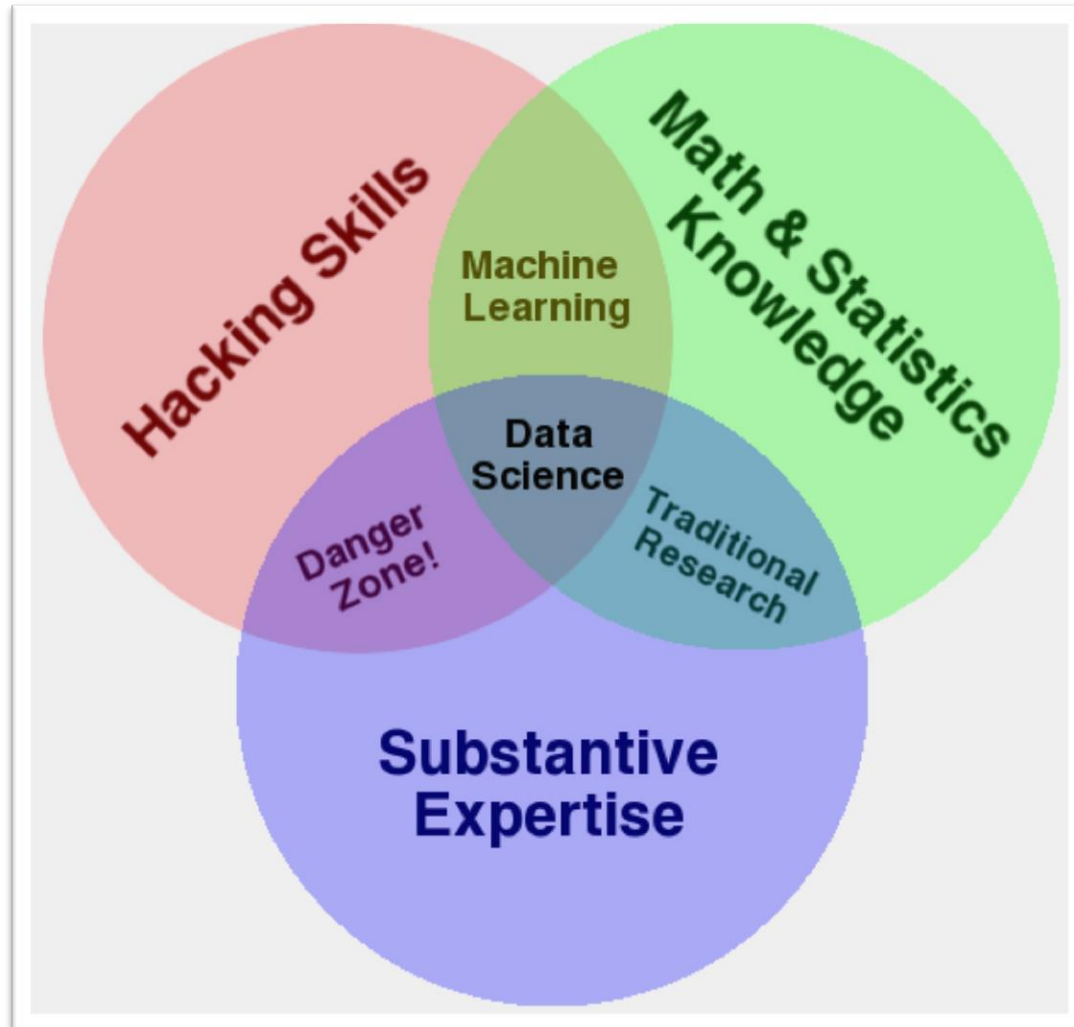 Hacking Skills
Math & Statistics
Knowledge
Machine
Learning
Data
Science
Danger
Zone!
Traditional
Research
Substantive
Expertise